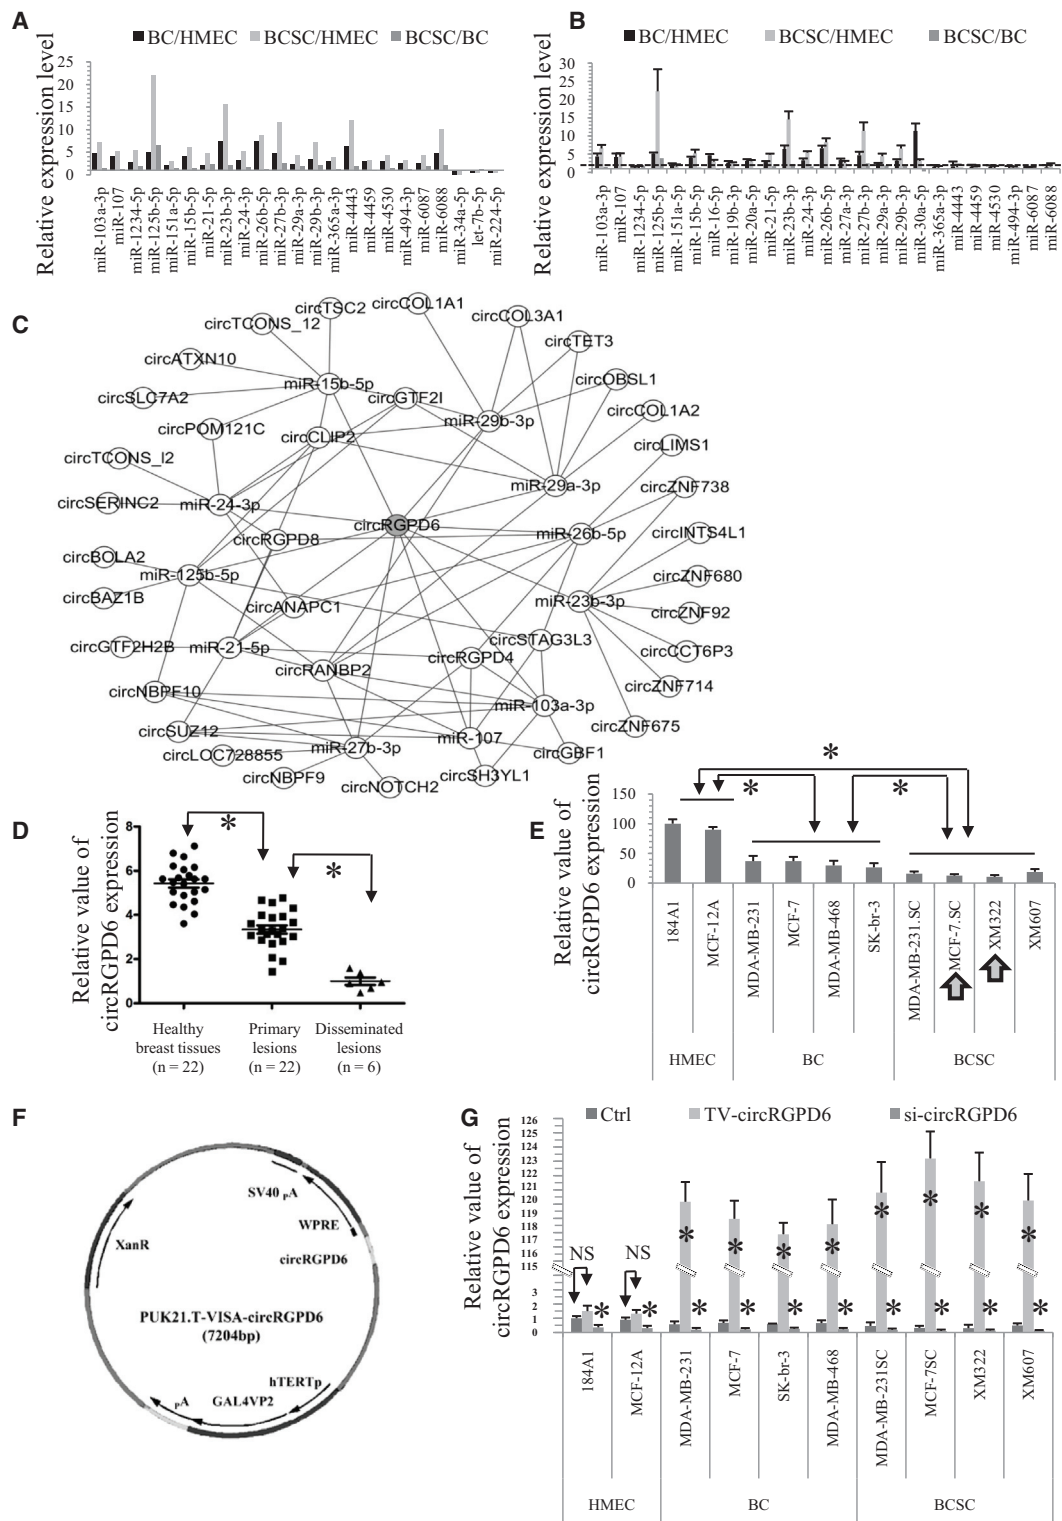 A
BC/HMEC BCSC/HMEC BCSC/BC
Relative expression level
25
20
15
10
5
0
miR-103a-3p
miR-107
miR-1234-5p
miR-125b-5p
miR-151a-5p
miR-15b-5p
miR-21-5p
miR-23b-3p
miR-24-3p
miR-26b-5p
miR-27b-3p
miR-29a-3p
miR-29b-3p
miR-365a-3p
miR-4443
miR-4459
miR-4530
miR-494-3p
miR-6087
miR-6088
miR-34a-5p
let-7b-5p
miR-224-5p
B
BC/HMEC BCSC/HMEC BCSC/BC
Relative expression level
30
25
20
15
10
5
2
0
miR-103a-3p
miR-107
miR-1234-5p
miR-125b-5p
miR-151a-5p
miR-15b-5p
miR-16-5p
miR-19b-3p
miR-20a-5p
miR-21-5p
miR-23b-3p
miR-24-3p
miR-26b-5p
miR-27a-3p
miR-27b-3p
miR-29a-3p
miR-29b-3p
miR-30a-5p
miR-365a-3p
miR-4443
miR-4459
miR-4530
miR-494-3p
miR-6087
miR-6088
C
circTSC2
circCOL1A1
circTCONS_12
circCOL3A1
circATXN10
circTET3
miR-15b-5p
circOBSL1
circSLC7A2
circGTF2I
circCOL1A2
miR-29b-3p
circPOM121C
circCLIP2
circLIMS1
circTCONS_l2
miR-29a-3p
circZNF738
circSERINC2
miR-24-3p
circRGPD6
miR-26b-5p
circINTS4L1
circRGPD8
circBOLA2
miR-125b-5p
circZNF680
circBAZ1B
circANAPC1
miR-23b-3p
circZNF92
circSTAG3L3
circGTF2H2B
miR-21-5p
circRGPD4
circCCT6P3
circRANBP2
circZNF714
circNBPF10
miR-103a-3p
circZNF675
circSUZ12
miR-107
circLOC728855
miR-27b-3p
circGBF1
circNBPF9
circNOTCH2
circSH3YL1
D
Relative value of
circRGPD6 expression
8
6
4
2
0
*
*
Healthy
breast tissues
(n = 22)
Primary
lesions
(n = 22)
Disseminated
lesions
(n = 6)
E
Relative value of
circRGPD6 expression
150
100
50
0
*
*
*
184A1
MCF-12A
MDA-MB-231
MCF-7
MDA-MB-468
SK-br-3
MDA-MB-231.SC
MCF-7.SC
XM322
XM607
HMEC BC BCSC
F
SV40 pA
WPRE
circRGPD6
XanR
PUK21.T-VISA-circRGPD6
(7204bp)
hTERTp
GAL4VP2
pA
G
Ctrl TV-circRGPD6 si-circRGPD6
Relative value of
circRGPD6 expression
126
125
124
123
122
121
120
119
118
117
116
115
3
2
1
0
NS NS
* * * * * * * *
* * * * * * * * * *
184A1
MCF-12A
MDA-MB-231
MCF-7
SK-br-3
MDA-MB-468
MDA-MB-231SC
MCF-7SC
XM322
XM607
HMEC BC BCSC